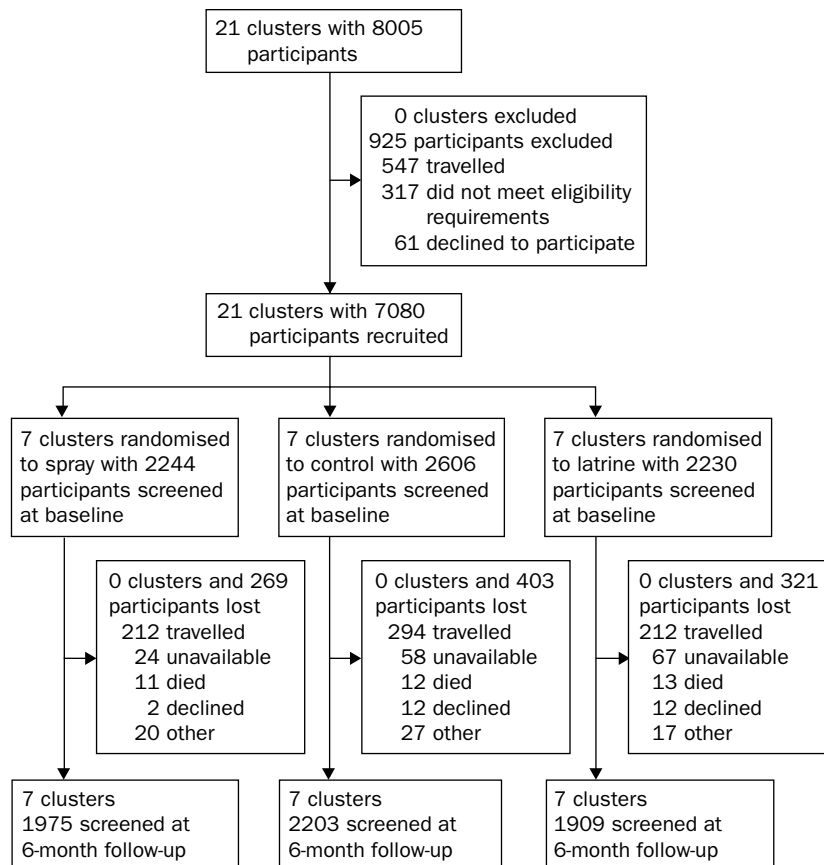 21 clusters with 8005
participants
0 clusters excluded
925 participants excluded
547 travelled
317 did not meet eligibility
requirements
61 declined to participate
21 clusters with 7080
participants recruited
7 clusters randomised
to spray with 2244
participants screened
at baseline
7 clusters randomised
to control with 2606
participants screened
at baseline
7 clusters randomised
to latrine with 2230
participants screened
at baseline
0 clusters and 269
participants lost
212 travelled
24 unavailable
11 died
2 declined
20 other
0 clusters and 403
participants lost
294 travelled
58 unavailable
12 died
12 declined
27 other
0 clusters and 321
participants lost
212 travelled
67 unavailable
13 died
12 declined
17 other
7 clusters
1975 screened at
6-month follow-up
7 clusters
2203 screened at
6-month follow-up
7 clusters
1909 screened at
6-month follow-up